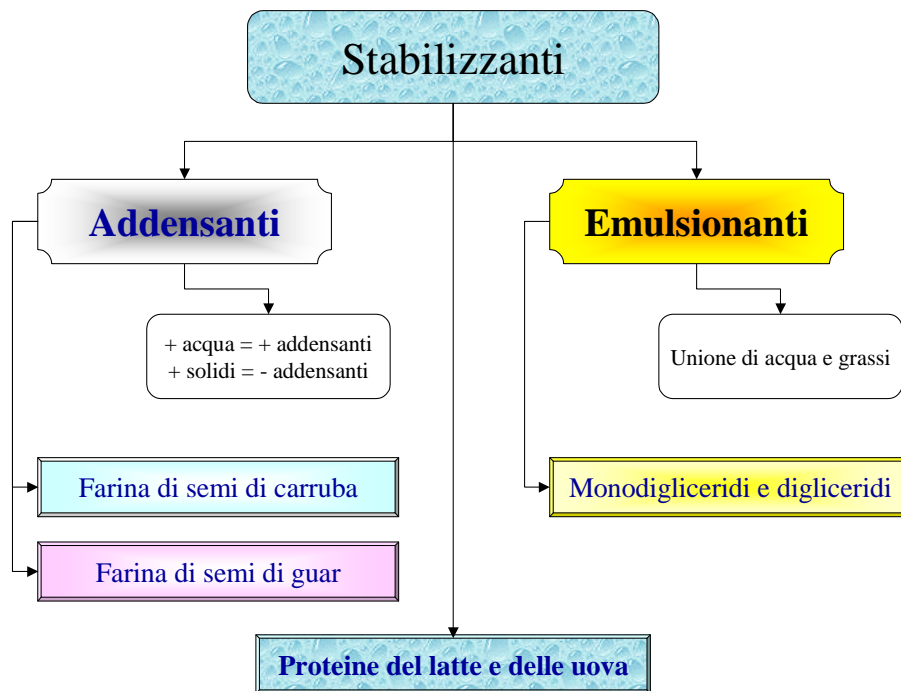 Stabilizzanti
Addensanti
Emulsionanti
+ acqua = + addensanti
+ solidi = - addensanti
Unione di acqua e grassi
Farina di semi di carruba
Monodigliceridi e digliceridi
Farina di semi di guar
Proteine del latte e delle uova